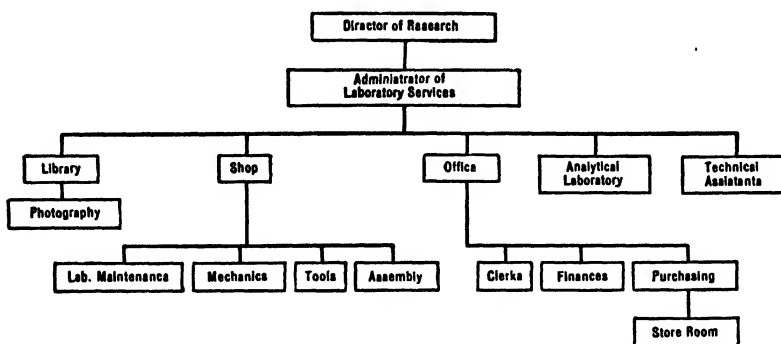 Director of Research
Administrator of
Laboratory Services
Library
Shop
Office
Analytical
Laboratory
Technical
Assistants
Photography
Lab. Maintenance
Mechanics
Tools
Assembly
Clerks
Finances
Purchasing
Store Room